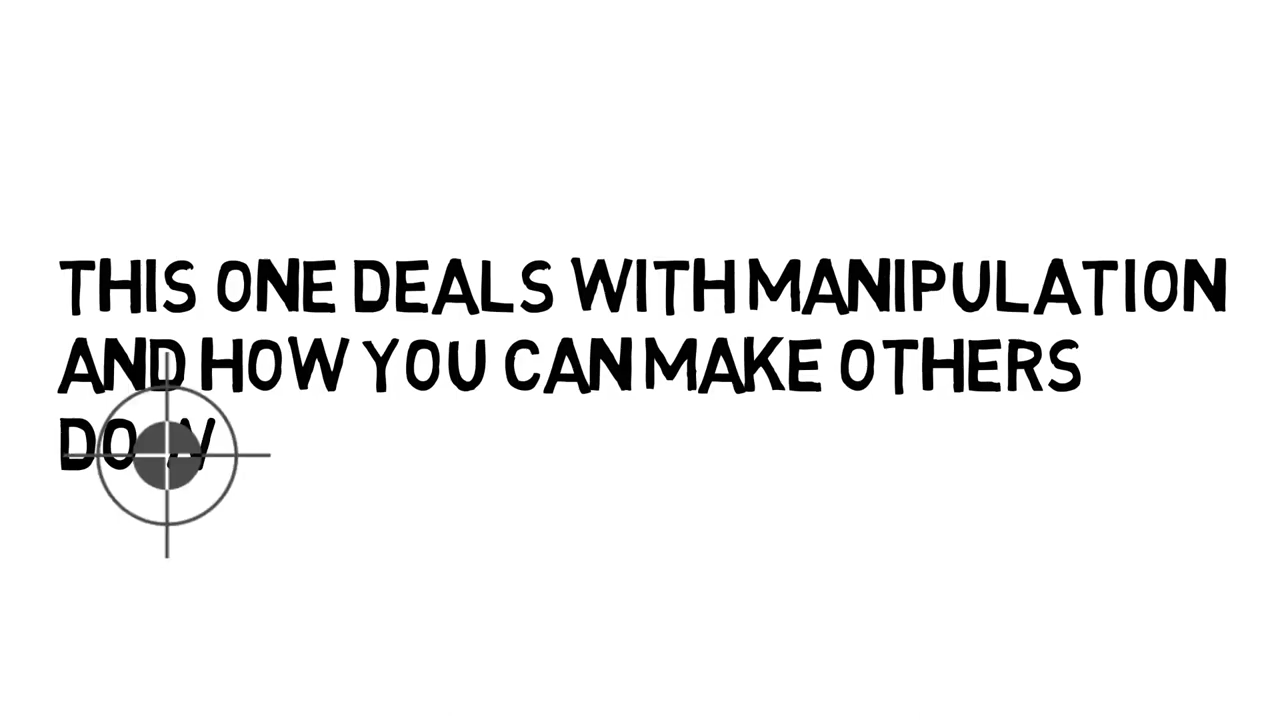 THIS ONE DEALS WITH MANIPULATION
AND HOW YOU CAN MAKE OTHERS
DO